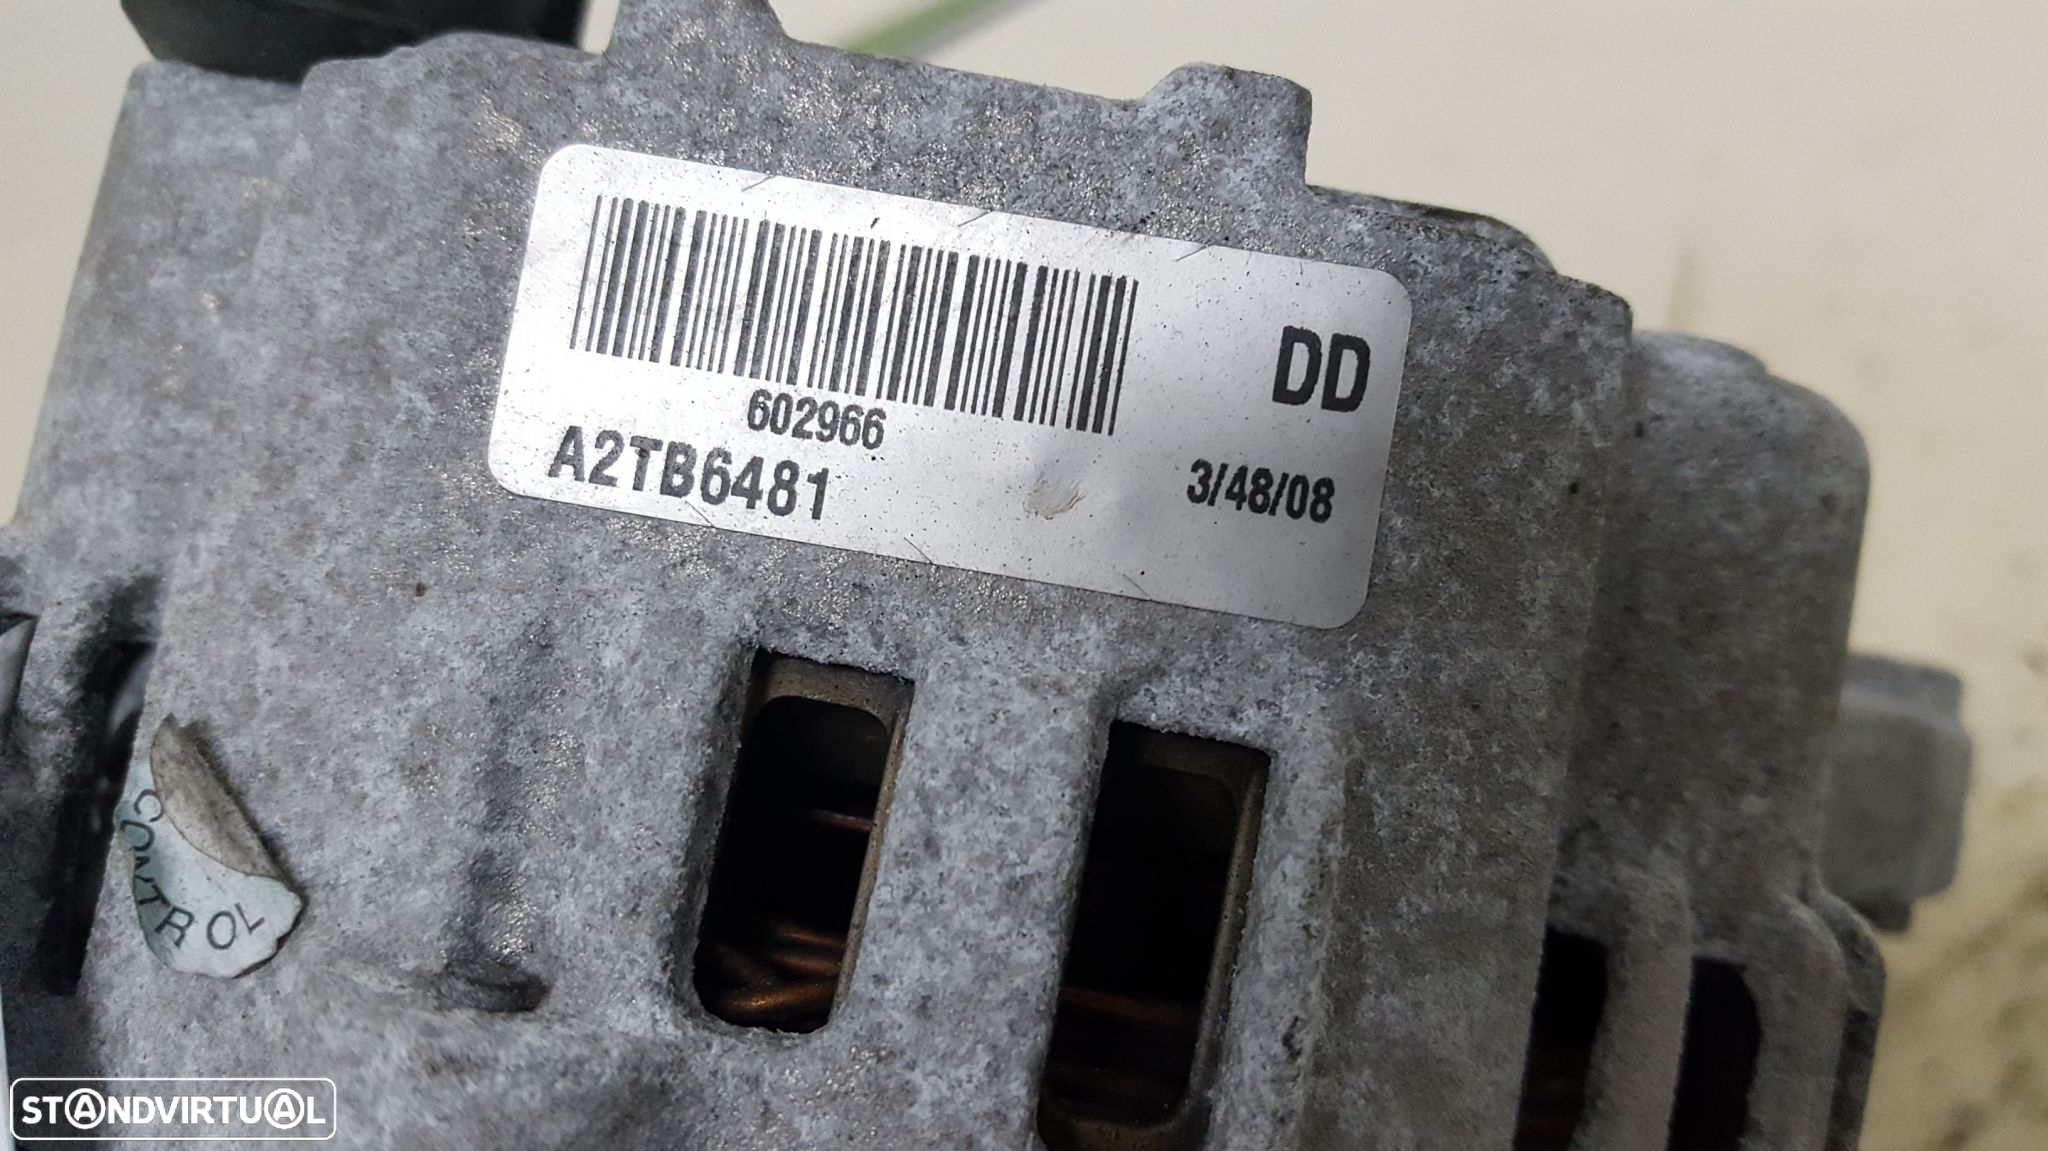 602966
A2TB6481
DD
3/48/08
CONTROL
STANDVIRTUAL